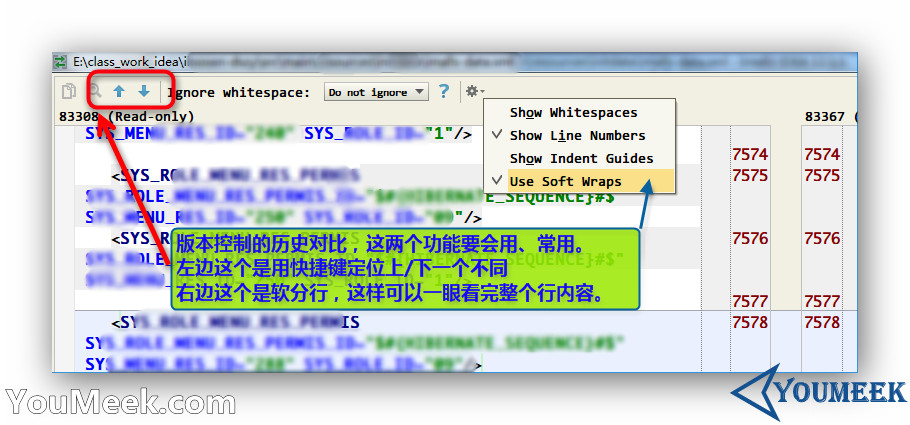 E:\class_work_idea\
Ignore whitespace: Do not ignore ?
83308 (Read-only) 83367 (
Show Whitespaces
Show Line Numbers
Show Indent Guides
Use Soft Wraps
SYS_MENU_RES_ID="240" SYS_ROLE_ID="1"/>
7574 7574
<SYS_ROLE_MENU_RES_PERMIS 7575 7575
SYS_ROLE_MENU_RES_PERMIS_ID="$#{HIBERNATE_SEQUENCE}#$
SYS_MENU_RES_ID="250" SYS_ROLE_ID="09"/>
<SYS_ROLE_MENU_RES_PERMIS 7576 7576
版本控制的历史对比，这两个功能要会用、常用。
左边这个是用快捷键定位上/下一个不同
右边这个是软分行，这样可以一眼看完整个行内容。
7577 7577
<SYS_ROLE_MENU_RES_PERMIS 7578 7578
SYS_ROLE_MENU_RES_PERMIS_ID="$#{HIBERNATE_SEQUENCE}#$"
SYS_MENU_RES_ID="288" SYS_ROLE_ID="09"/>
YouMeek.com
YOUMEEK